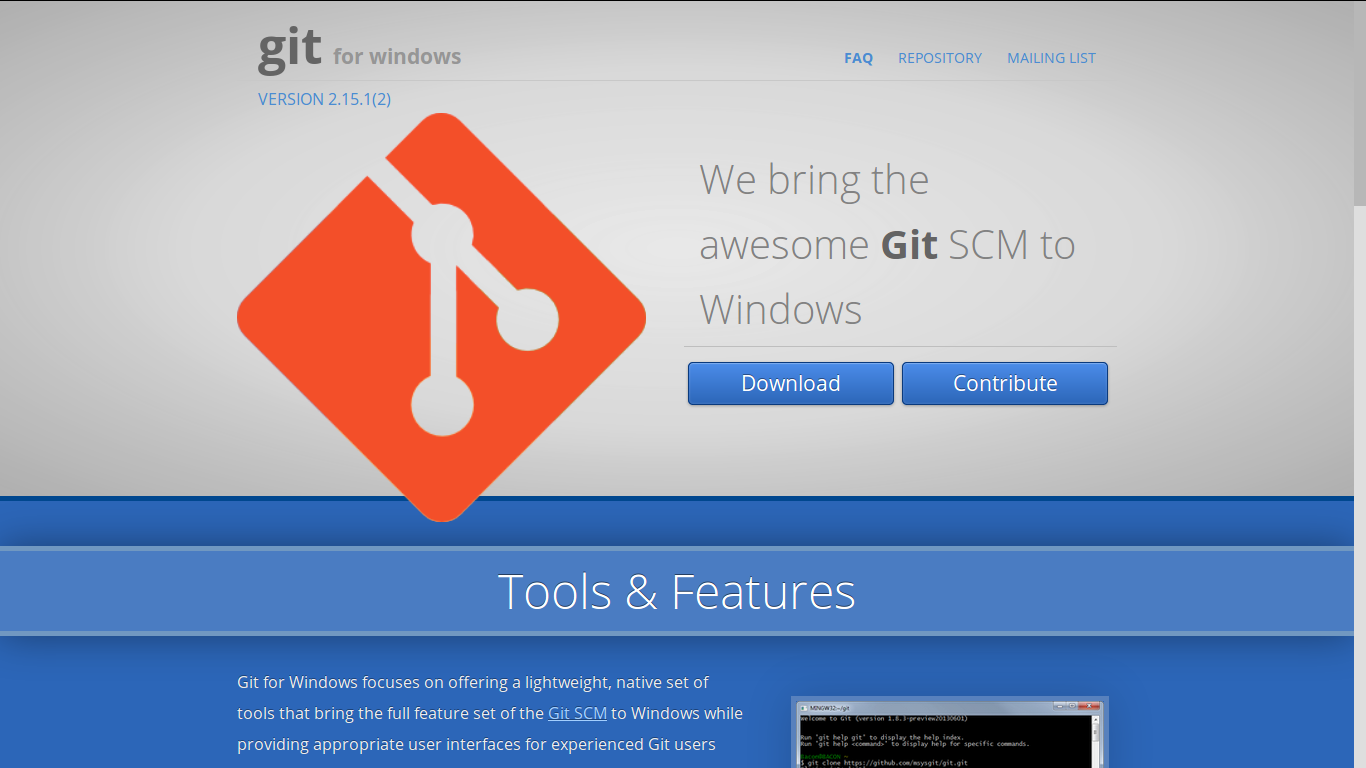 git for windows
FAQ REPOSITORY MAILING LIST
VERSION 2.15.1(2)
We bring the
awesome Git SCM to
Windows
Download Contribute
Tools & Features
Git for Windows focuses on offering a lightweight, native set of
tools that bring the full feature set of the Git SCM to Windows while
providing appropriate user interfaces for experienced Git users
MINGW32:~/git
Welcome to Git (version 1.8.3-preview20130601)
Run 'git help git' to display the help index.
Run 'git help <command>' to display help for specific commands.
$ git clone https://github.com/msysgit/git.git